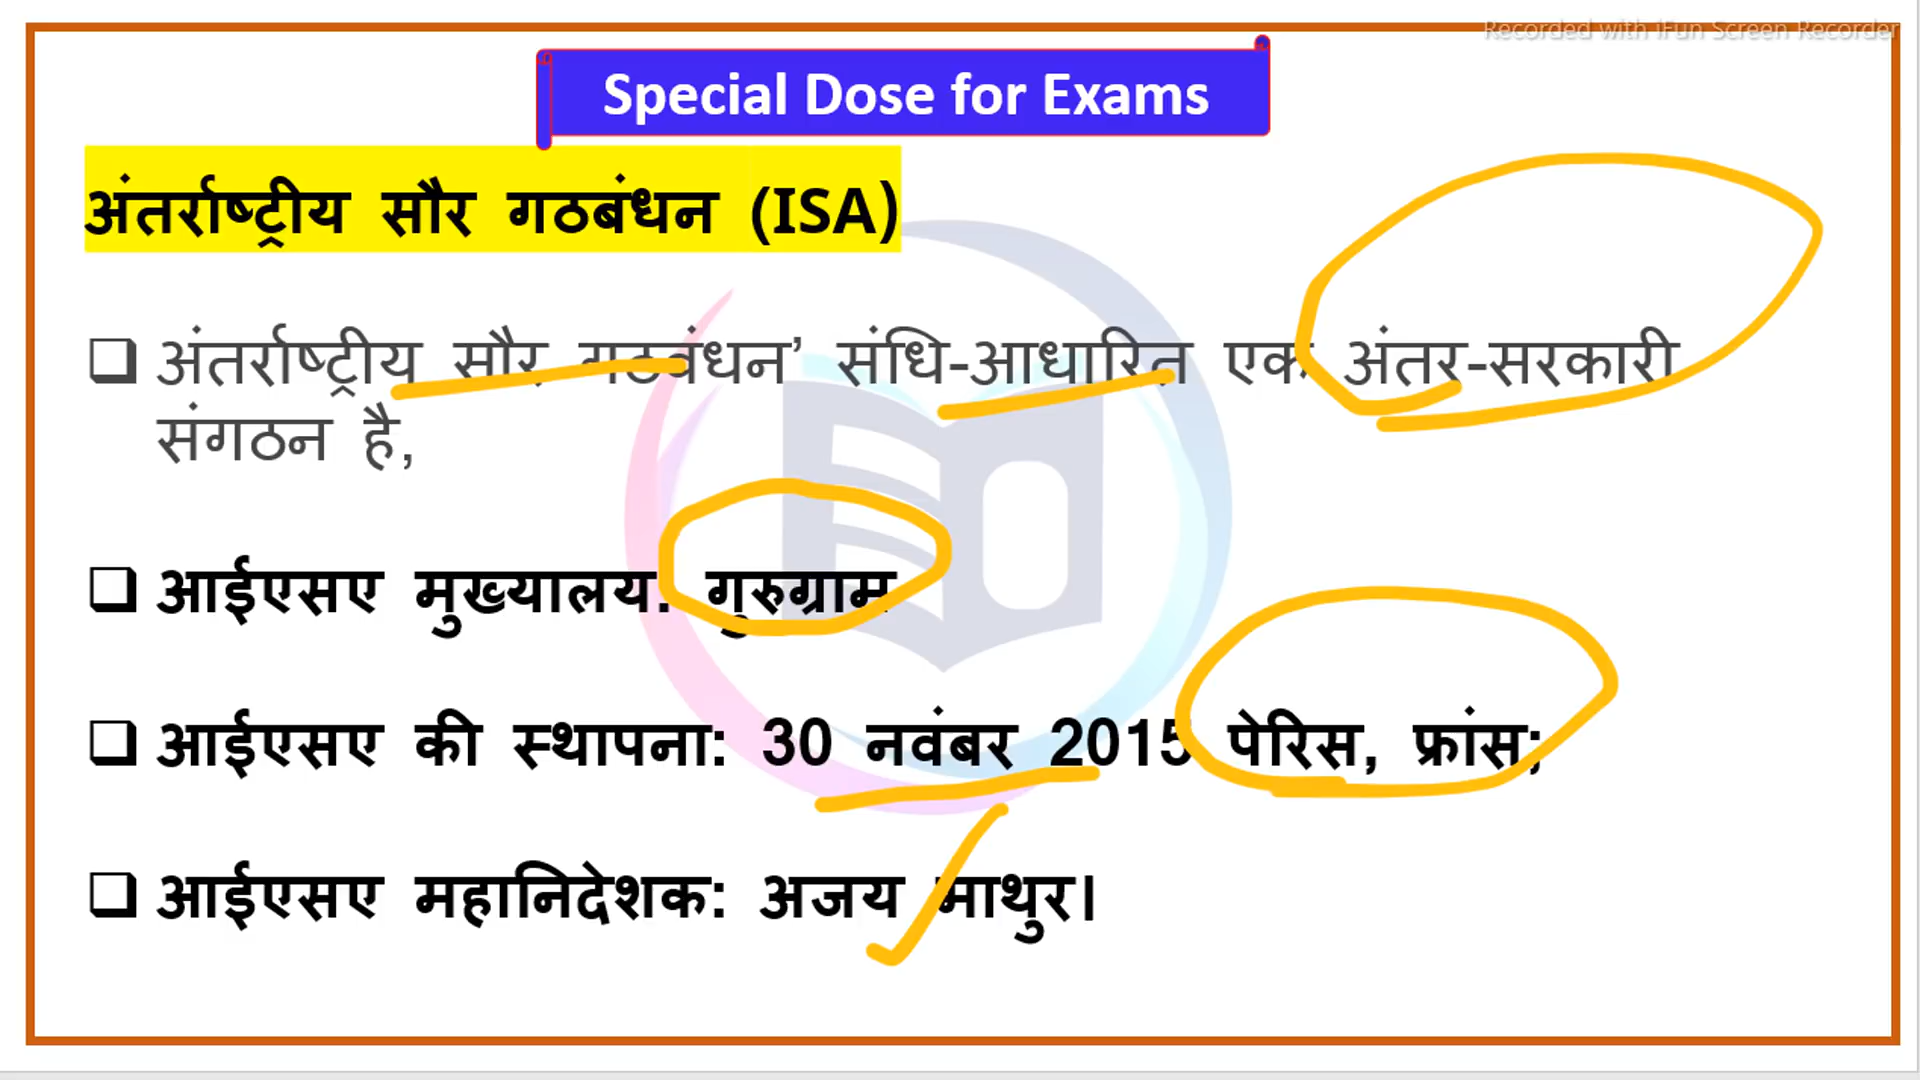 Recorded with iFun Screen Recorder
Special Dose for Exams
अंतर्राष्ट्रीय सौर गठबंधन (ISA)
अंतर्राष्ट्रीय सौर गठवंधन’ संधि-आधारित एक अंतर-सरकारी
संगठन है,
आईएसए मुख्यालय: गुरुग्राम
आईएसए की स्थापना: 30 नवंबर 2015 पेरिस, फ्रांस;
आईएसए महानिदेशक: अजय माथुर।